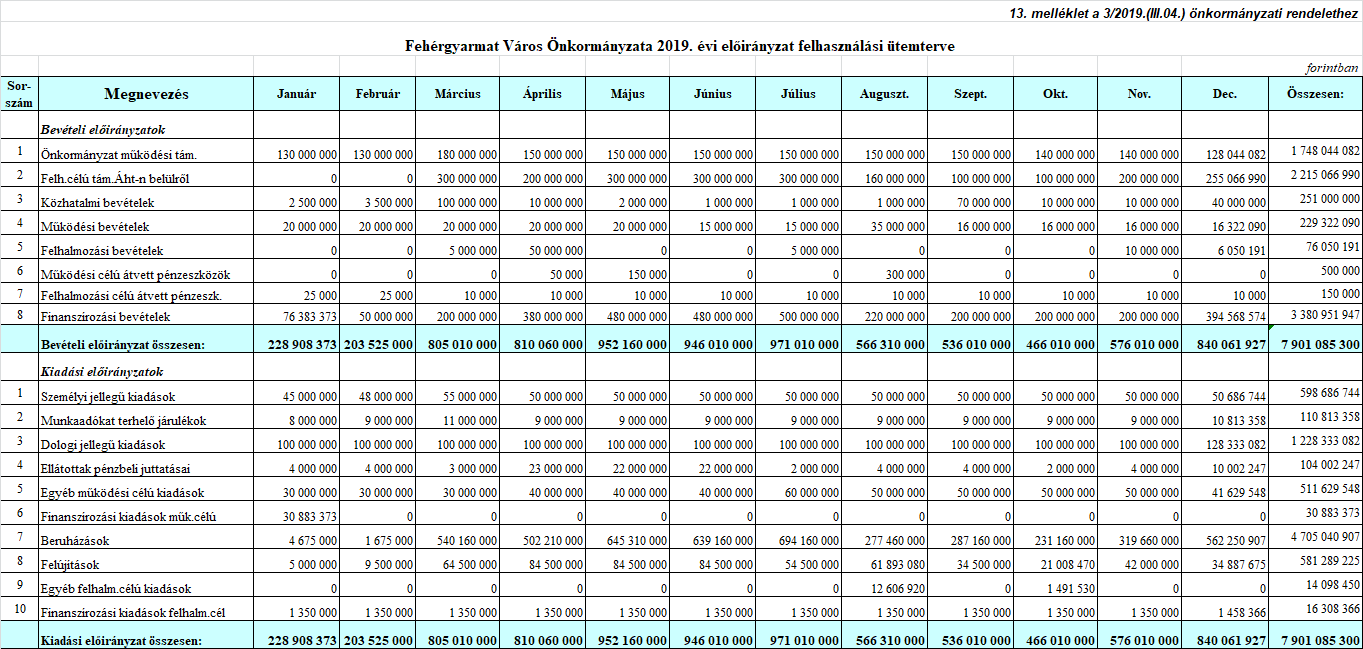 13. melléklet a 3/2019.(III.04.) önkormányzati rendelethez
Fehérgyarmat Város Önkormányzata 2019. évi előirányzat felhasználási ütemterve
forintban
Sor-szám Megnevezés Január Február Március Április Május Június Július Auguszt. Szept. Okt. Nov. Dec. Összesen:
Bevételi előirányzatok
1 Önkormányzat működési tám. 130 000 000 130 000 000 180 000 000 150 000 000 150 000 000 150 000 000 150 000 000 150 000 000 150 000 000 140 000 000 140 000 000 128 044 082 1 748 044 082
2 Felh.célú tám.Áht-n belülről 0 0 300 000 000 200 000 000 300 000 000 300 000 000 300 000 000 160 000 000 100 000 000 100 000 000 200 000 000 255 066 990 2 215 066 990
3 Közhatalmi bevételek 2 500 000 3 500 000 100 000 000 10 000 000 2 000 000 1 000 000 1 000 000 1 000 000 70 000 000 10 000 000 10 000 000 40 000 000 251 000 000
4 Működési bevételek 20 000 000 20 000 000 20 000 000 20 000 000 20 000 000 15 000 000 15 000 000 35 000 000 16 000 000 16 000 000 16 000 000 16 322 090 229 322 090
5 Felhalmozási bevételek 0 0 5 000 000 50 000 000 0 0 5 000 000 0 0 0 10 000 000 6 050 191 76 050 191
6 Működési célú átvett pénzeszközök 0 0 0 50 000 150 000 0 0 300 000 0 0 0 0 500 000
7 Felhalmozási célú átvett pénzeszk. 25 000 25 000 10 000 10 000 10 000 10 000 10 000 10 000 10 000 10 000 10 000 10 000 150 000
8 Finanszírozási bevételek 76 383 373 50 000 000 200 000 000 380 000 000 480 000 000 480 000 000 500 000 000 220 000 000 200 000 000 200 000 000 200 000 000 394 568 574 3 380 951 947
Bevételi előirányzat összesen: 228 908 373 203 525 000 805 010 000 810 060 000 952 160 000 946 010 000 971 010 000 566 310 000 536 010 000 466 010 000 576 010 000 840 061 927 7 901 085 300
Kiadási előirányzatok
1 Személyi jellegű kiadások 45 000 000 48 000 000 55 000 000 50 000 000 50 000 000 50 000 000 50 000 000 50 000 000 50 000 000 50 000 000 50 000 000 50 686 744 598 686 744
2 Munkaadókat terhelő járulékok 8 000 000 9 000 000 11 000 000 9 000 000 9 000 000 9 000 000 9 000 000 9 000 000 9 000 000 9 000 000 9 000 000 10 813 358 110 813 358
3 Dologi jellegű kiadások 100 000 000 100 000 000 100 000 000 100 000 000 100 000 000 100 000 000 100 000 000 100 000 000 100 000 000 100 000 000 100 000 000 128 333 082 1 228 333 082
4 Ellátottak pénzbeli juttatásai 4 000 000 4 000 000 3 000 000 23 000 000 22 000 000 22 000 000 2 000 000 4 000 000 4 000 000 2 000 000 4 000 000 10 002 247 104 002 247
5 Egyéb működési célú kiadások 30 000 000 30 000 000 30 000 000 40 000 000 40 000 000 40 000 000 60 000 000 50 000 000 50 000 000 50 000 000 50 000 000 41 629 548 511 629 548
6 Finanszírozási kiadások műk.célú 30 883 373 0 0 0 0 0 0 0 0 0 0 0 30 883 373
7 Beruházások 4 675 000 1 675 000 540 160 000 502 210 000 645 310 000 639 160 000 694 160 000 277 460 000 287 160 000 231 160 000 319 660 000 562 250 907 4 705 040 907
8 Felújítások 5 000 000 9 500 000 64 500 000 84 500 000 84 500 000 84 500 000 54 500 000 61 893 080 34 500 000 21 008 470 42 000 000 34 887 675 581 289 225
9 Egyéb felhalm.célú kiadások 0 0 0 0 0 0 0 12 606 920 0 1 491 530 0 0 14 098 450
10 Finanszírozási kiadások felhalm.cél 1 350 000 1 350 000 1 350 000 1 350 000 1 350 000 1 350 000 1 350 000 1 350 000 1 350 000 1 350 000 1 350 000 1 458 366 16 308 366
Kiadási előirányzat összesen: 228 908 373 203 525 000 805 010 000 810 060 000 952 160 000 946 010 000 971 010 000 566 310 000 536 010 000 466 010 000 576 010 000 840 061 927 7 901 085 300